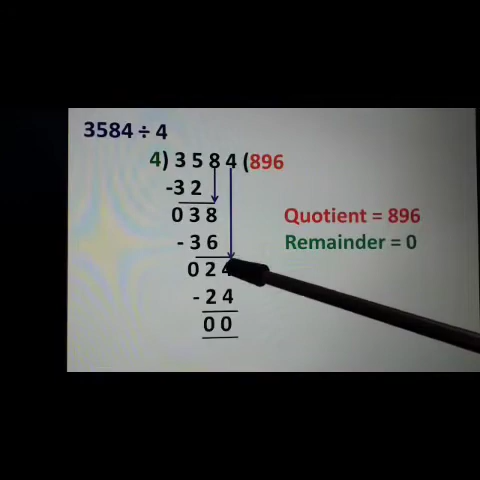 3584 ÷ 4
4) 3 5 8 4 (896
-3 2
0 3 8
- 3 6
0 2 4
- 2 4
0 0
Quotient = 896
Remainder = 0